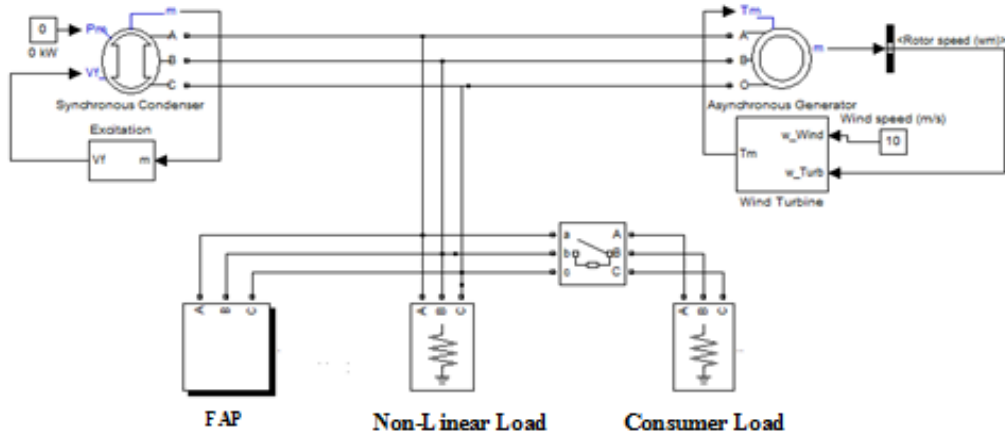 m
0
Pm
A
0 kW
B
Vf_
C
Synchronous Condenser
Excitation
Vf
m
Tm
A
B
C
m
<Rotor speed (wm)>
Asynchronous Generator
Wind speed (m/s)
w_Wind
10
Tm
w_Turb
Wind Turbine
a
A
b
B
c
C
A
B
C
A
B
C
A
B
C
FAP
Non-Linear Load
Consumer Load